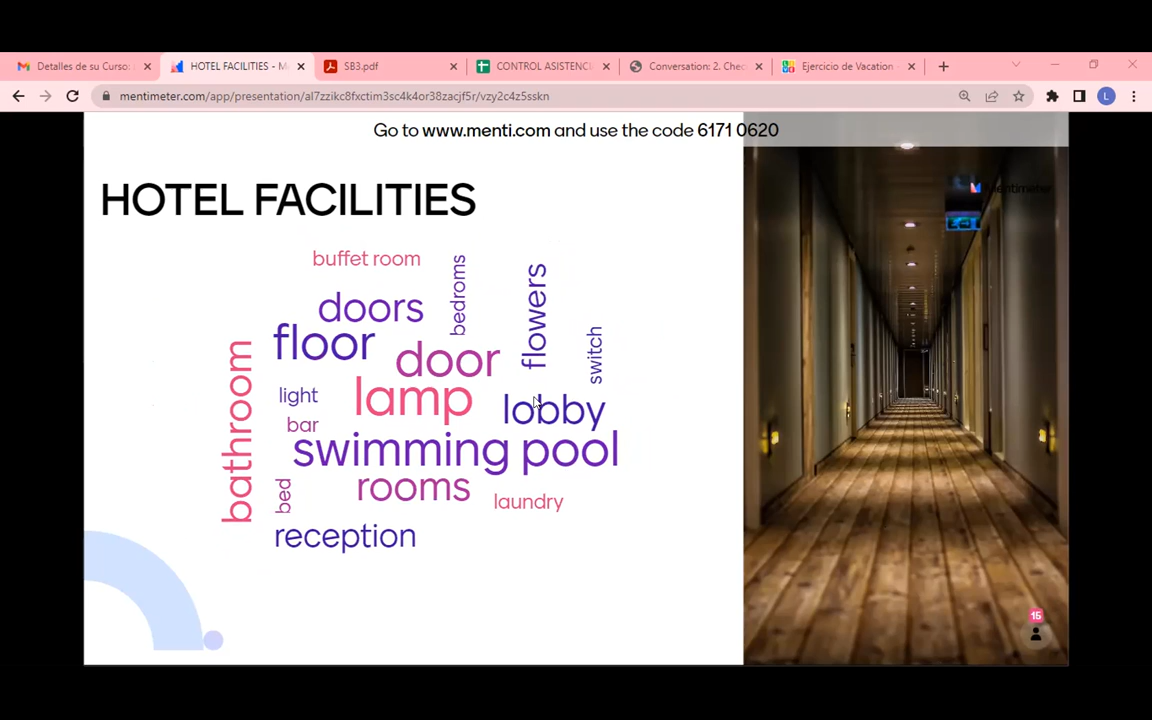 Detalles de su Curso:
HOTEL FACILITIES - M
SB3.pdf
CONTROL ASISTENCI
Conversation: 2. Chec
Ejercicio de Vacation
mentimeter.com/app/presentation/al7zzikc8fxctim3sc4k4or38zacjf5r/vzy2c4z5sskn
L
Go to www.menti.com and use the code 6171 0620
Mentimeter
HOTEL FACILITIES
buffet room
bedrooms
flowers
doors
floor
door
switch
bathroom
light
lamp
lobby
bar
swimming pool
bed
rooms
laundry
reception
15